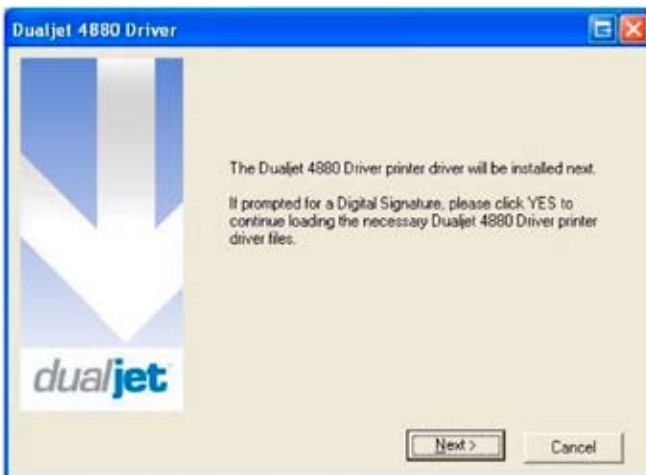 Dualjet 4880 Driver
The Dualjet 4880 Driver printer driver will be installed next.
If prompted for a Digital Signature, please click YES to
continue loading the necessary Dualjet 4880 Driver printer
driver files.
dualjet
Next >
Cancel